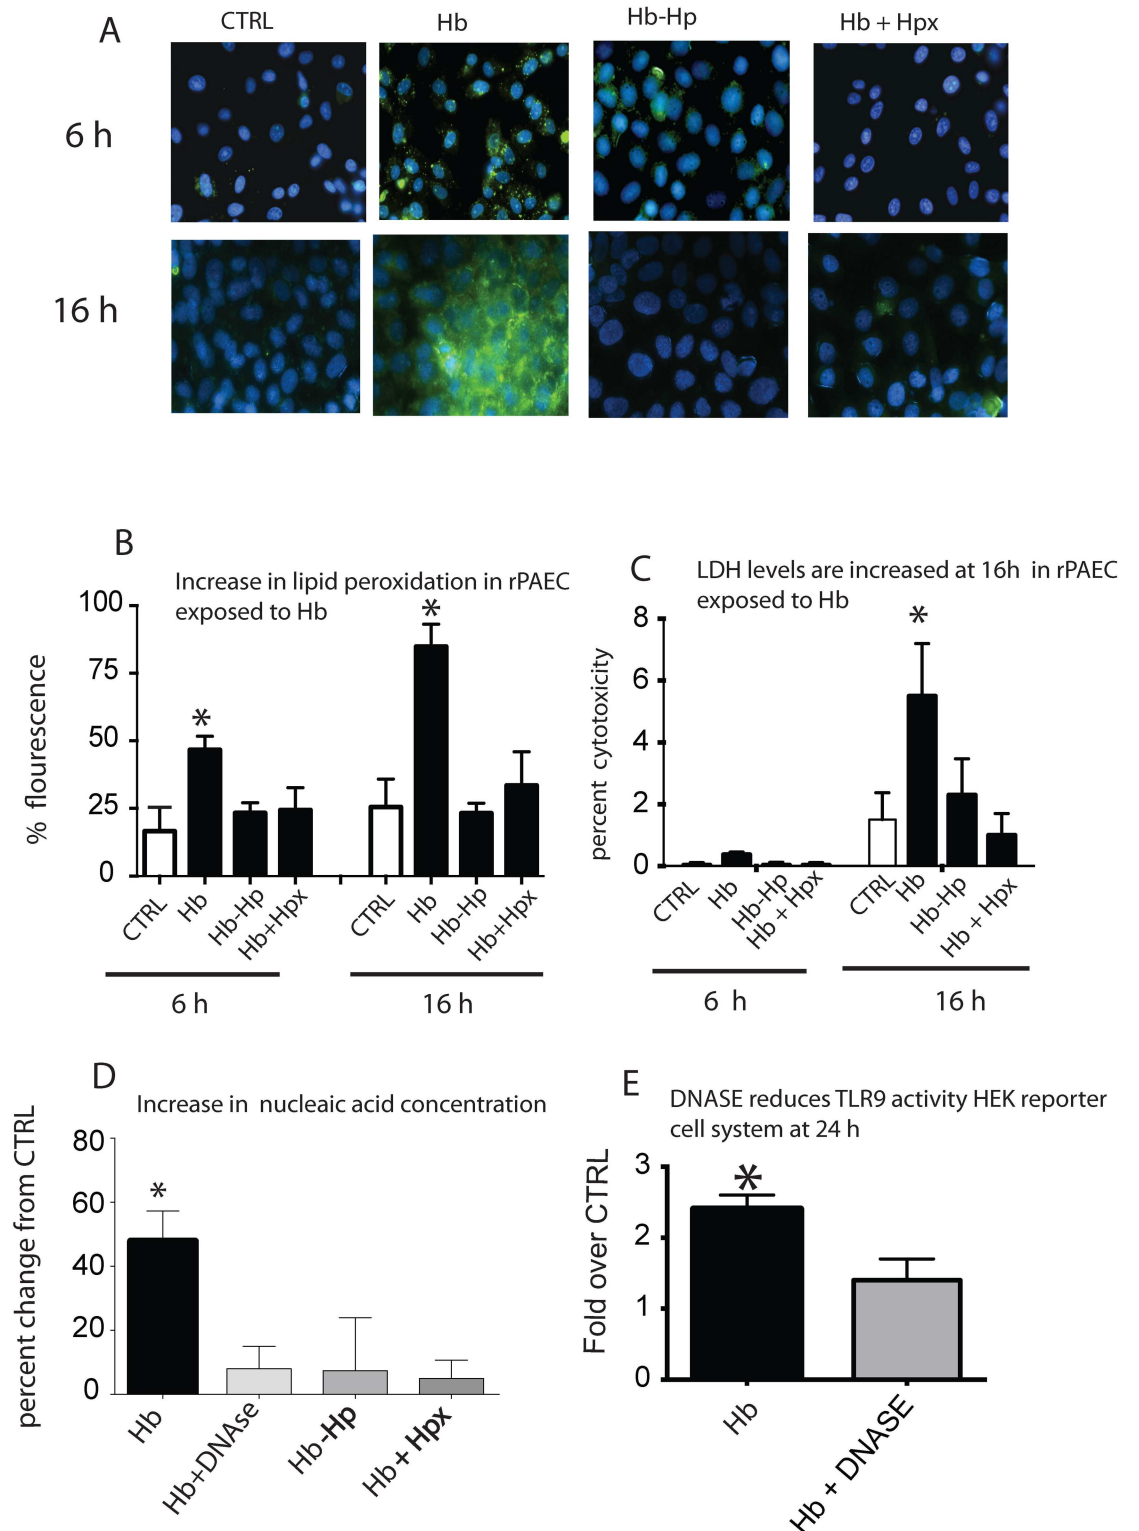 A
CTRL
Hb
Hb-Hp
Hb + Hpx
6 h
16 h
B
Increase in lipid peroxidation in rPAEC
exposed to Hb
% flourescence
100
75
50
25
0
*
*
CTRL
Hb
Hb-Hp
Hb+Hpx
CTRL
Hb
Hb-Hp
Hb+Hpx
6 h
16 h
C
LDH levels are increased at 16h in rPAEC
exposed to Hb
percent cytotoxicity
8
6
4
2
0
*
CTRL
Hb
Hb-Hp
Hb + Hpx
CTRL
Hb
Hb-Hp
Hb + Hpx
6 h
16 h
D
Increase in nucleaic acid concentration
percent change from CTRL
80
60
40
20
0
*
Hb
Hb+DNAse
Hb-Hp
Hb+Hpx
E
DNASE reduces TLR9 activity HEK reporter
cell system at 24 h
Fold over CTRL
3
2
1
0
*
Hb
Hb + DNASE